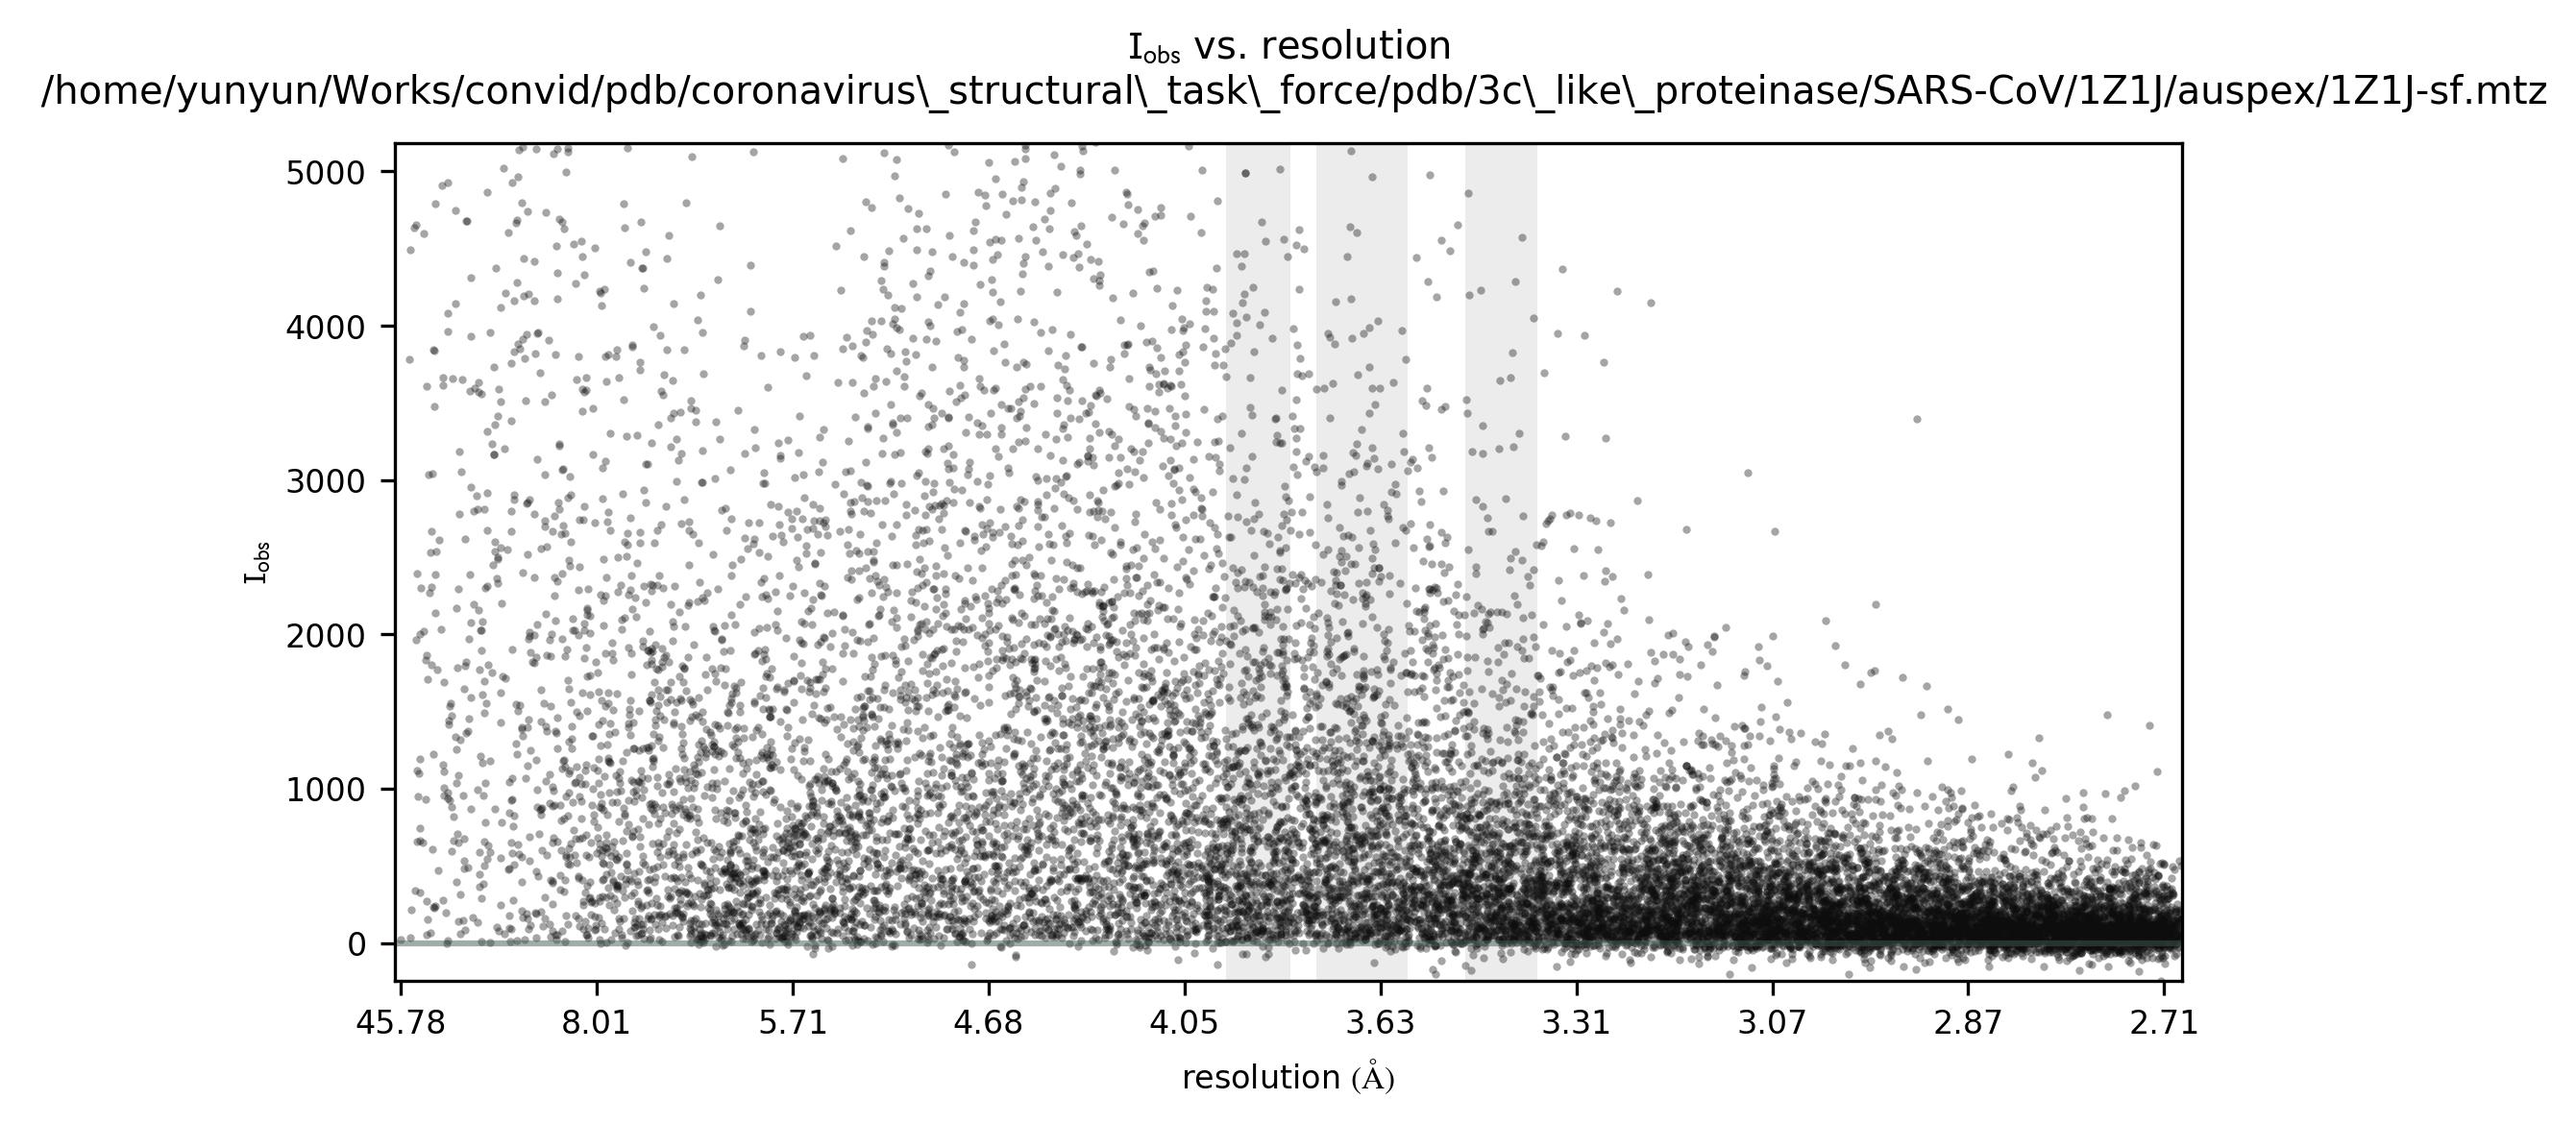 Iobs vs. resolution
/home/yunyun/Works/convid/pdb/coronavirus\_structural\_task\_force/pdb/3c\_like\_proteinase/SARS-CoV/1Z1J/auspex/1Z1J-sf.mtz
5000
4000
3000
2000
1000
0
Iobs
45.78 8.01 5.71 4.68 4.05 3.63 3.31 3.07 2.87 2.71
resolution (Å)